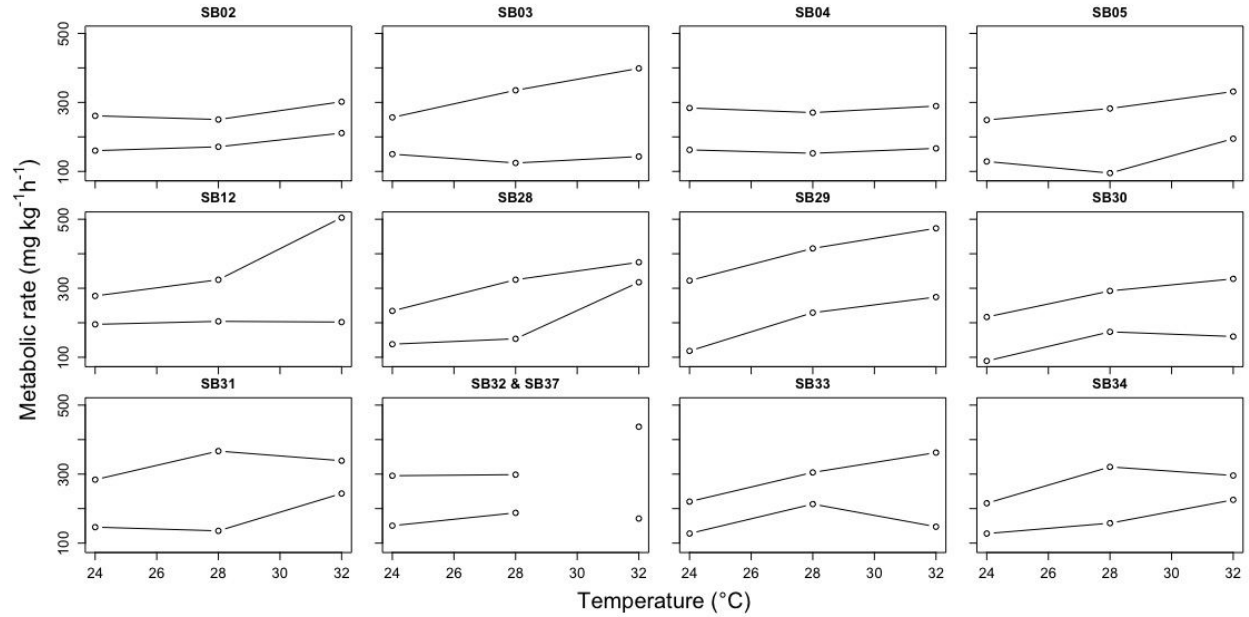 SB02 SB03 SB04 SB05
500
300
100
SB12 SB28 SB29 SB30
500
300
100
SB31 SB32 & SB37 SB33 SB34
500
300
100
24 26 28 30 32 24 26 28 30 32 24 26 28 30 32 24 26 28 30 32
Metabolic rate (mg kg⁻¹h⁻¹)
Temperature (°C)